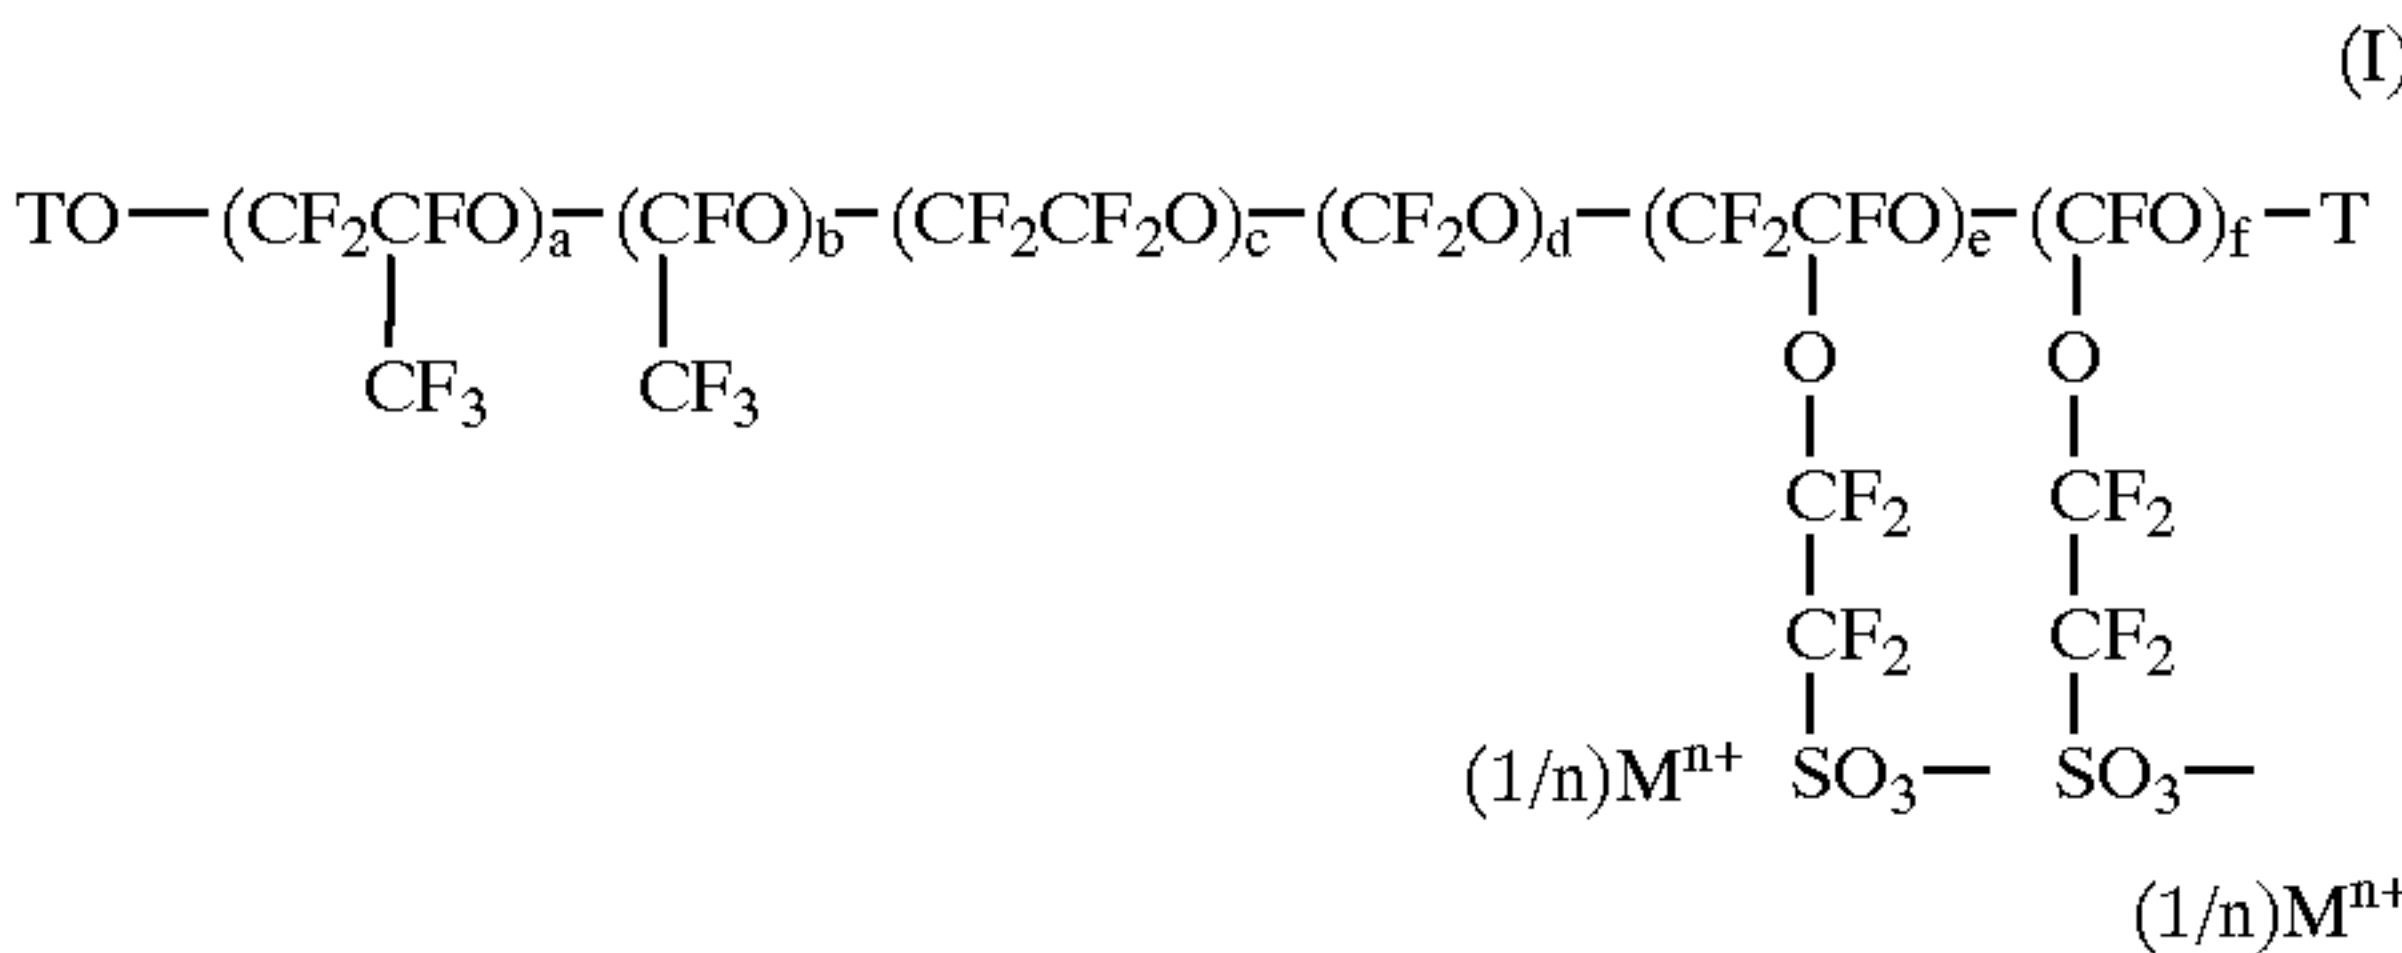 (I)
TO—(CF₂CFO)ₐ—(CFO)b—(CF₂CF₂O)c—(CF₂O)d—(CF₂CFO)ₑ—(CFO)f—T
O O
CF₃ CF₃
CF₂ CF₂
CF₂ CF₂
(1/n)Mⁿ⁺ SO₃— SO₃—
(1/n)Mⁿ⁺